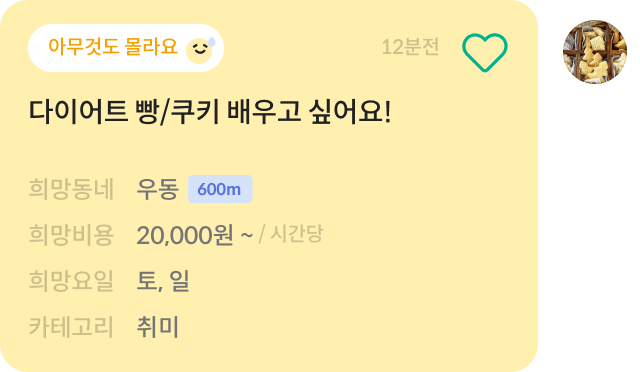 아무것도 몰라요 12분전
다이어트 빵/쿠키 배우고 싶어요!
희망동네 우동 600m
희망비용 20,000원 ~ / 시간당
희망요일 토, 일
카테고리 취미